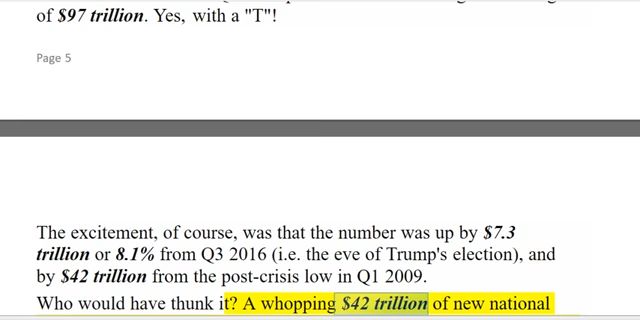 of $97 trillion. Yes, with a "T"!
Page 5
The excitement, of course, was that the number was up by $7.3
trillion or 8.1% from Q3 2016 (i.e. the eve of Trump's election), and
by $42 trillion from the post-crisis low in Q1 2009.
Who would have thunk it? A whopping $42 trillion of new national